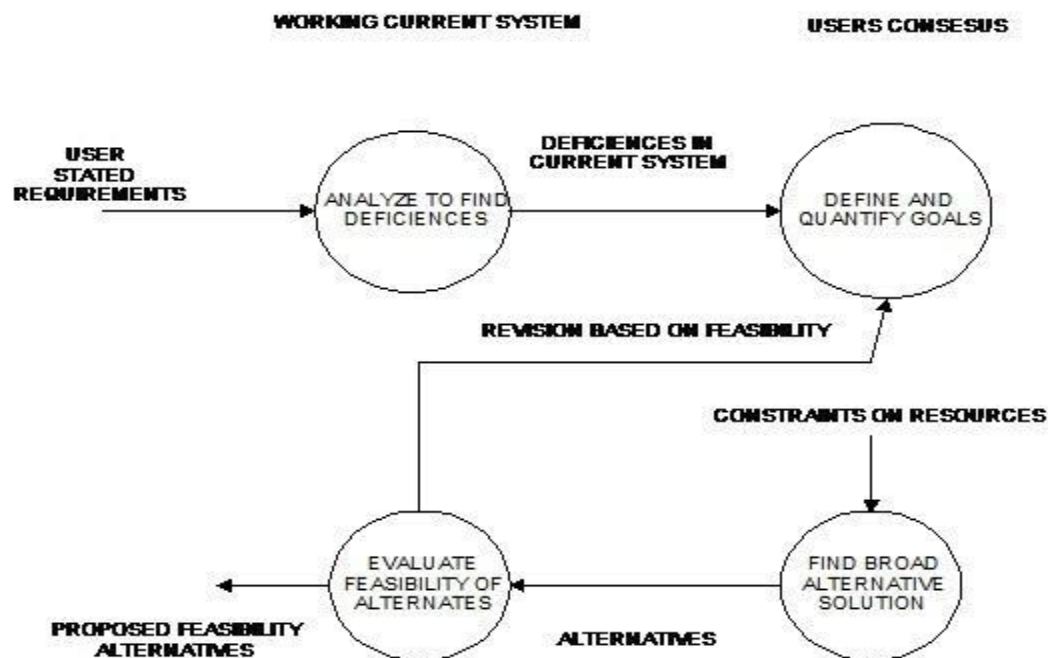 WORKING CURRENT SYSTEM
USERS CONSESUS
USER
STATED
REQUIREMENTS
ANALYZE TO FIND
DEFICIENCES
DEFICIENCES IN
CURRENT SYSTEM
DEFINE AND
QUANTIFY GOALS
REVISION BASED ON FEASIBILITY
CONSTRAINTS ON RESOURCES
EVALUATE
FEASIBILITY OF
ALTERNATES
FIND BROAD
ALTERNATIVE
SOLUTION
PROPOSED FEASIBILITY
ALTERNATIVES
ALTERNATIVES